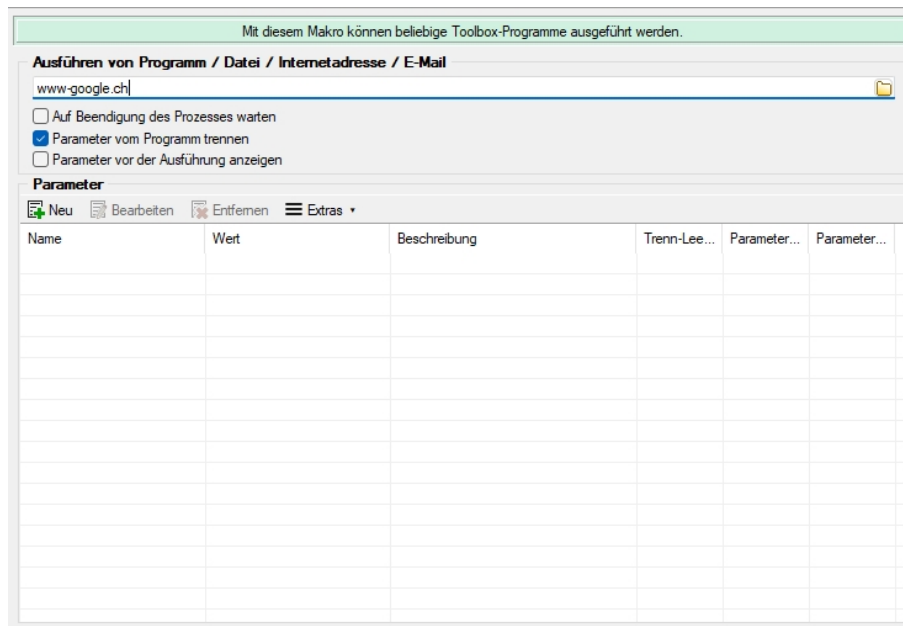 Mit diesem Makro können beliebige Toolbox-Programme ausgeführt werden.
Ausführen von Programm / Datei / Internetadresse / E-Mail
www-google.ch
Auf Beendigung des Prozesses warten
Parameter vom Programm trennen
Parameter vor der Ausführung anzeigen
Parameter
Neu Bearbeiten Entfernen Extras
Name Wert Beschreibung Trenn-Lee... Parameter... Parameter...